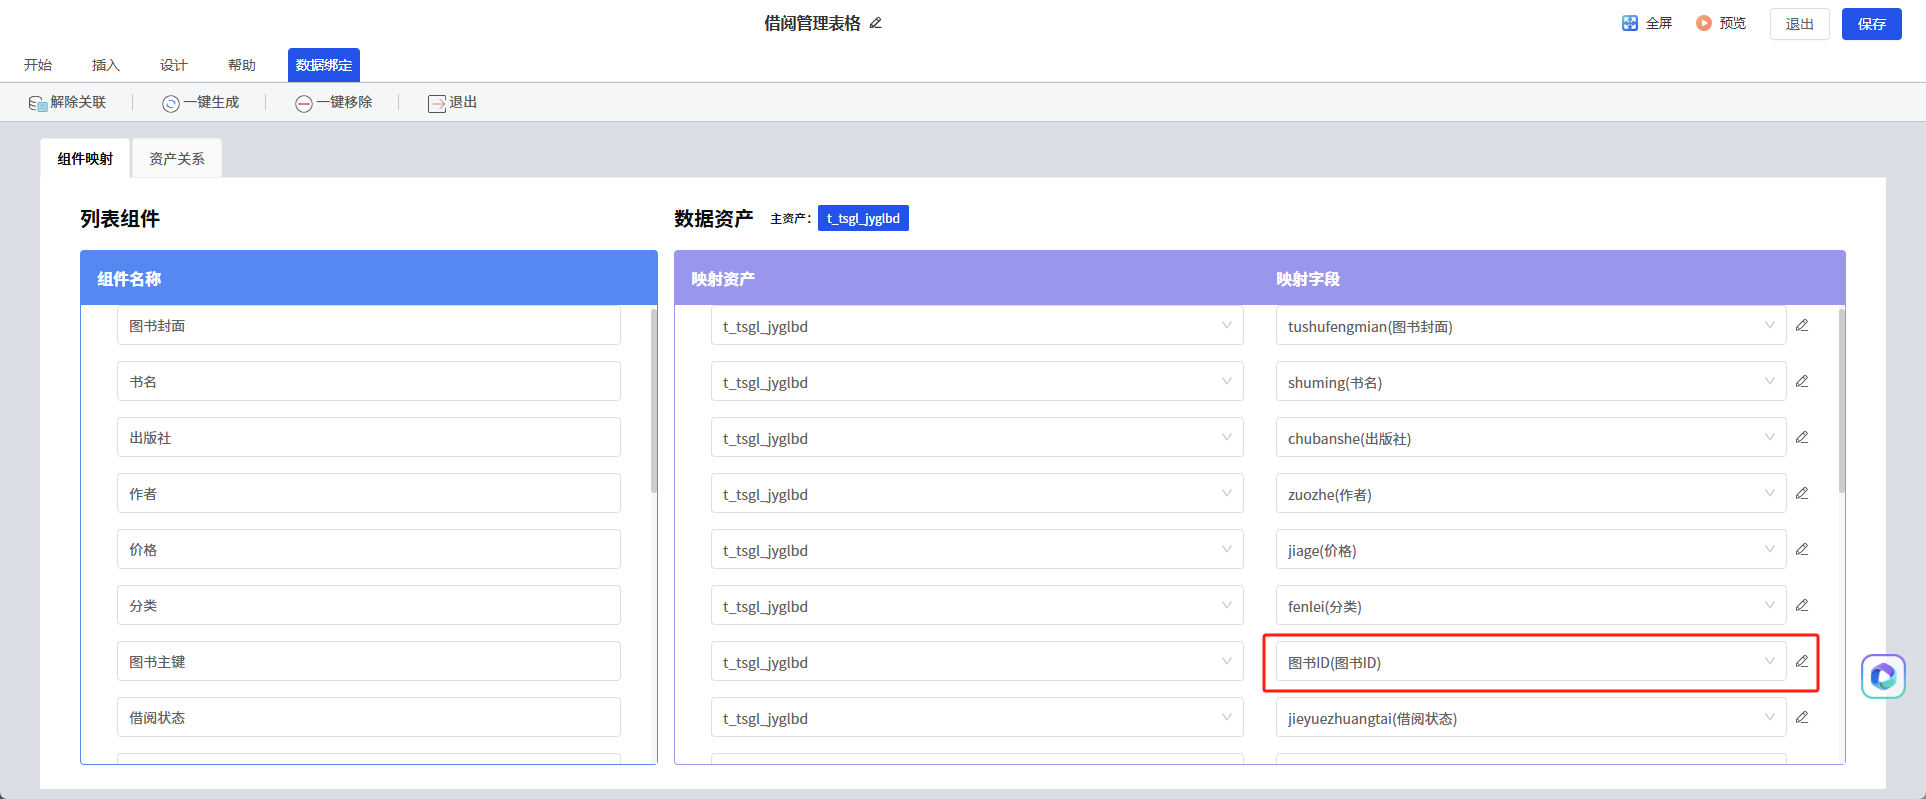 借阅管理表格
全屏 预览 退出 保存
开始 插入 设计 帮助 数据绑定
解除关联 一键生成 一键移除 退出
组件映射 资产关系
列表组件 数据资产 主资产： t_tsgl_jyglbd
组件名称 映射资产 映射字段
图书封面 t_tsgl_jyglbd tushufengmian(图书封面)
书名 t_tsgl_jyglbd shuming(书名)
出版社 t_tsgl_jyglbd chubanshe(出版社)
作者 t_tsgl_jyglbd zuozhe(作者)
价格 t_tsgl_jyglbd jiage(价格)
分类 t_tsgl_jyglbd fenlei(分类)
图书主键 t_tsgl_jyglbd 图书ID(图书ID)
借阅状态 t_tsgl_jyglbd jieyuezhuangtai(借阅状态)